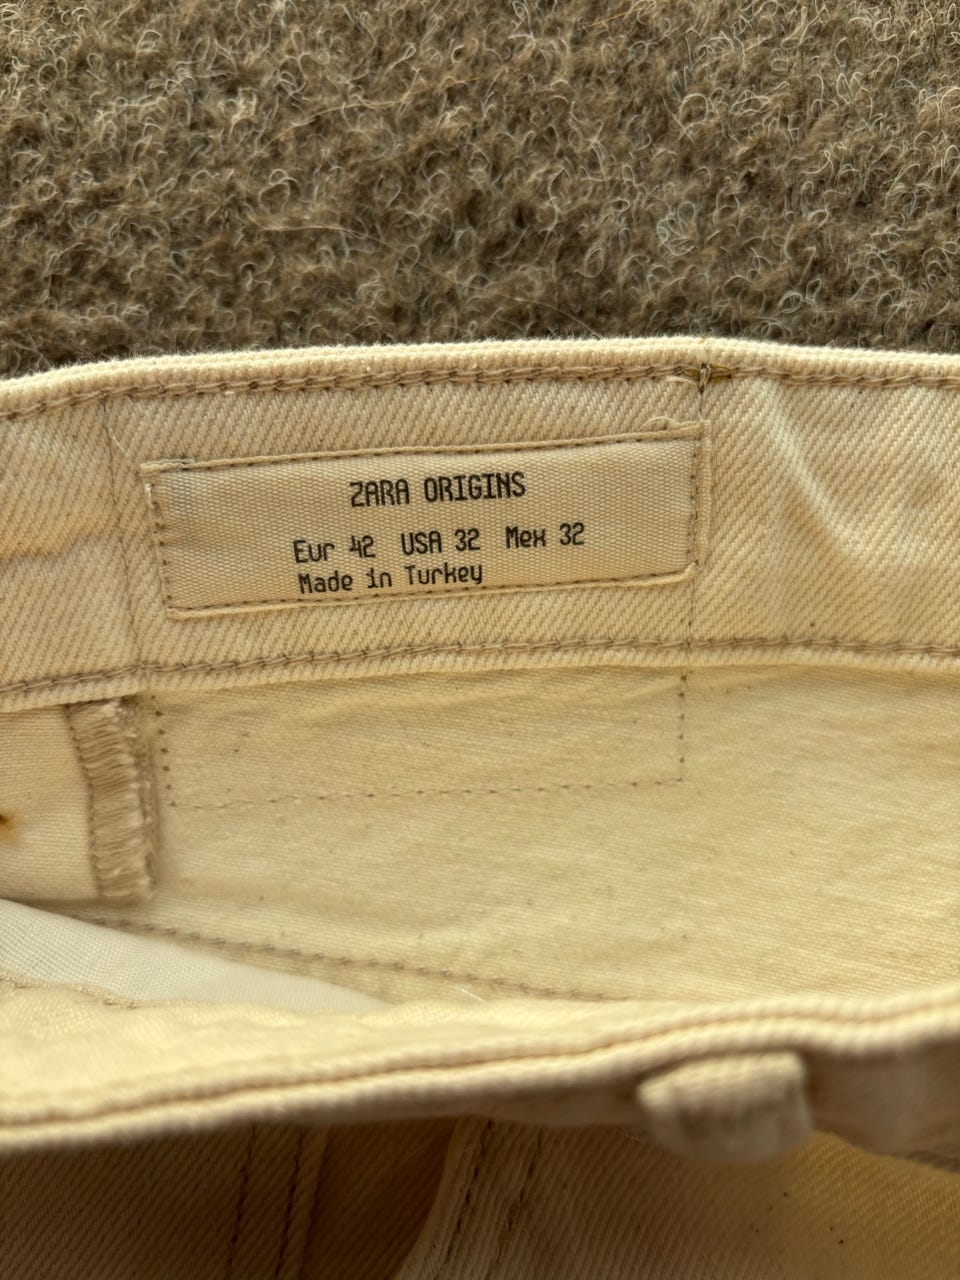 ZARA ORIGINS
Eur 42 USA 32 Mex 32
Made in Turkey